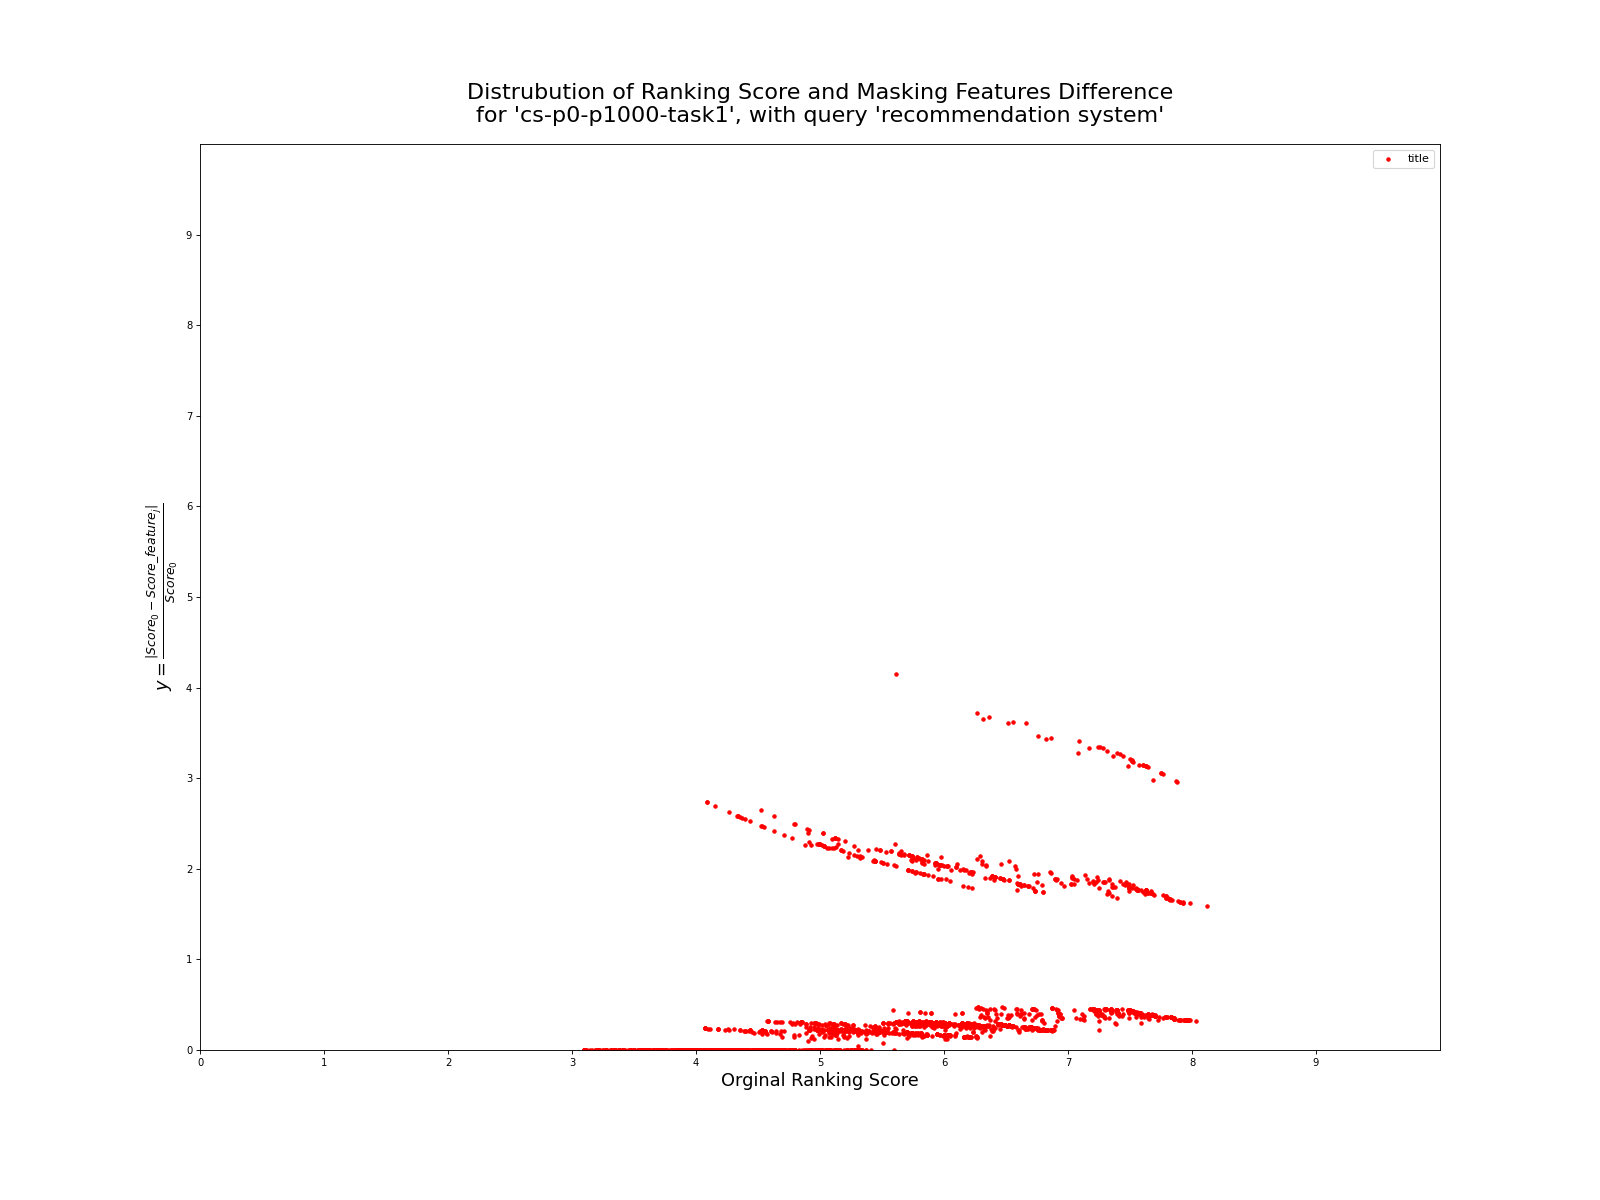 Distrubution of Ranking Score and Masking Features Difference
for 'cs-p0-p1000-task1', with query 'recommendation system'
title
9
8
7
6
5
4
3
2
1
0
y = |Score_0 − Score_feature_j| / Score_0
0 1 2 3 4 5 6 7 8 9
Orginal Ranking Score